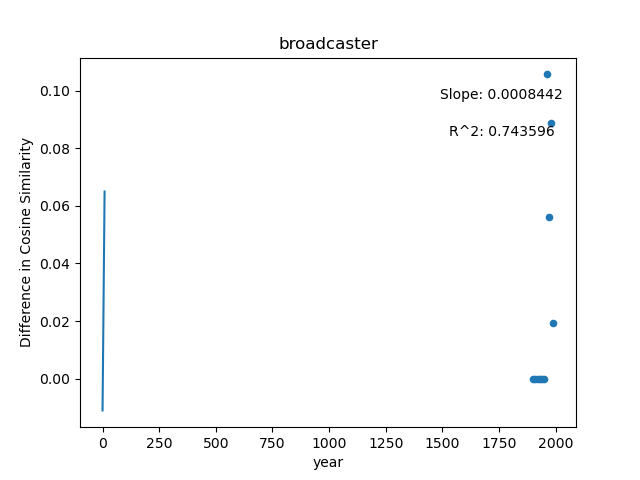 broadcaster
Slope: 0.0008442
R^2: 0.743596
Difference in Cosine Similarity
0.10
0.08
0.06
0.04
0.02
0.00
0 250 500 750 1000 1250 1500 1750 2000
year